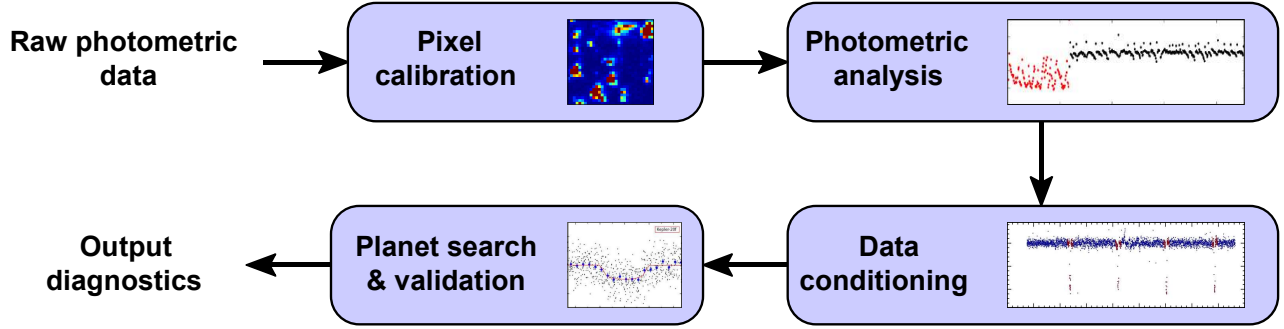 Raw photometric
data
Pixel
calibration
Photometric
analysis
Data
conditioning
Planet search
& validation
Output
diagnostics